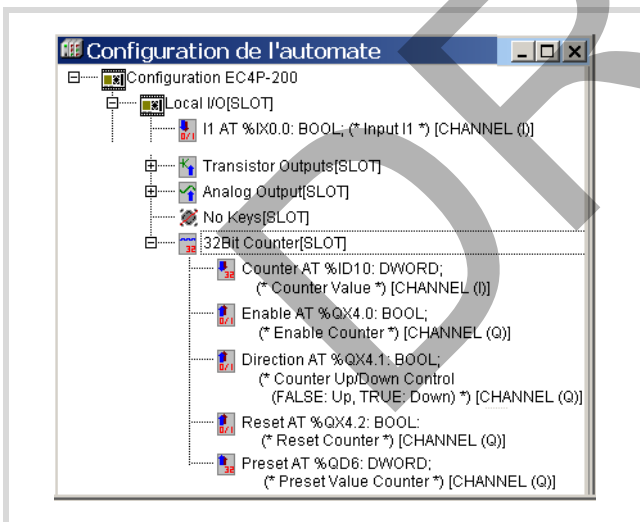 Configuration de l'automate
Configuration EC4P-200
Local I/O[SLOT]
I1 AT %IX0.0: BOOL; (* Input I1 *) [CHANNEL (I)]
Transistor Outputs[SLOT]
Analog Output[SLOT]
No Keys[SLOT]
32Bit Counter[SLOT]
Counter AT %ID10: DWORD;
(* Counter Value *) [CHANNEL (I)]
Enable AT %QX4.0: BOOL;
(* Enable Counter *) [CHANNEL (Q)]
Direction AT %QX4.1: BOOL;
(* Counter Up/Down Control
(FALSE: Up, TRUE: Down) *) [CHANNEL (Q)]
Reset AT %QX4.2: BOOL:
(* Reset Counter *) [CHANNEL (Q)]
Preset AT %QD6: DWORD;
(* Preset Value Counter *) [CHANNEL (Q)]